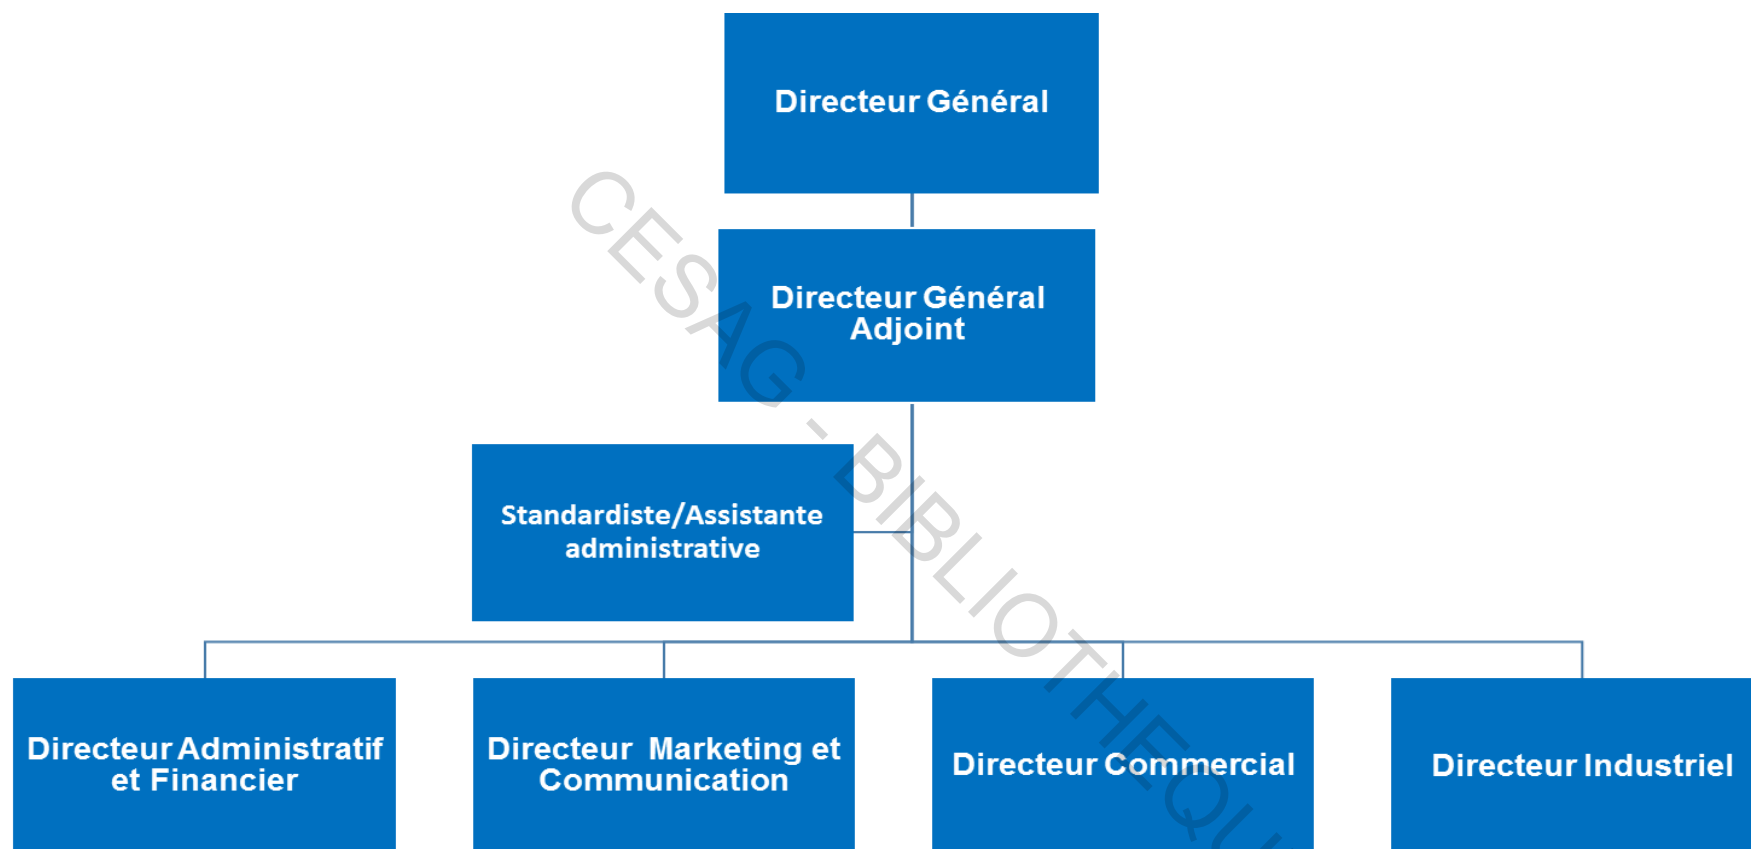 Directeur Général
Directeur Général
Adjoint
Standardiste/Assistante
administrative
Directeur Administratif
et Financier
Directeur Marketing et
Communication
Directeur Commercial
Directeur Industriel
CESAG - BIBLIOTHEQU